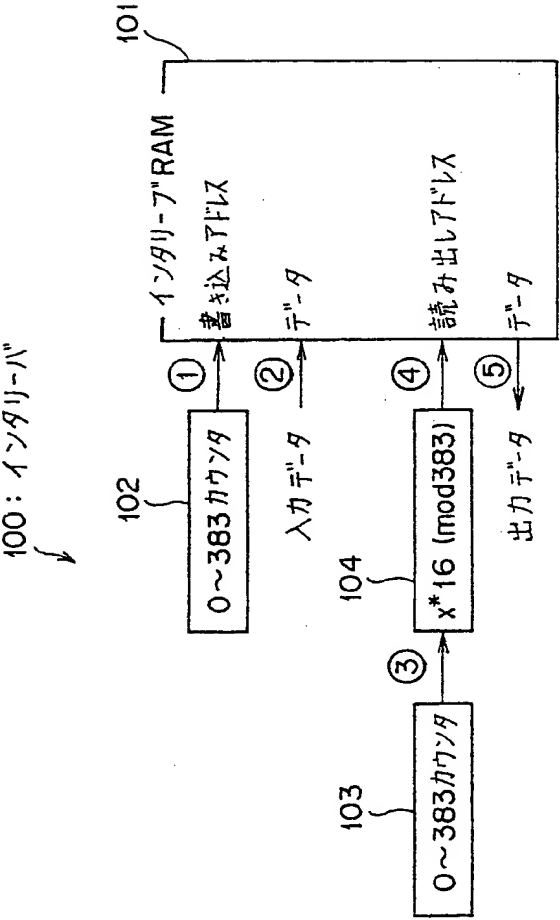 100：インタリーバ
101
インタリーブRAM
102
0〜383カウンタ
①
書き込みアドレス
入力データ
②
データ
103
0〜383カウンタ
③
104
x*16 (mod383)
④
読み出しアドレス
出力データ
⑤
データ